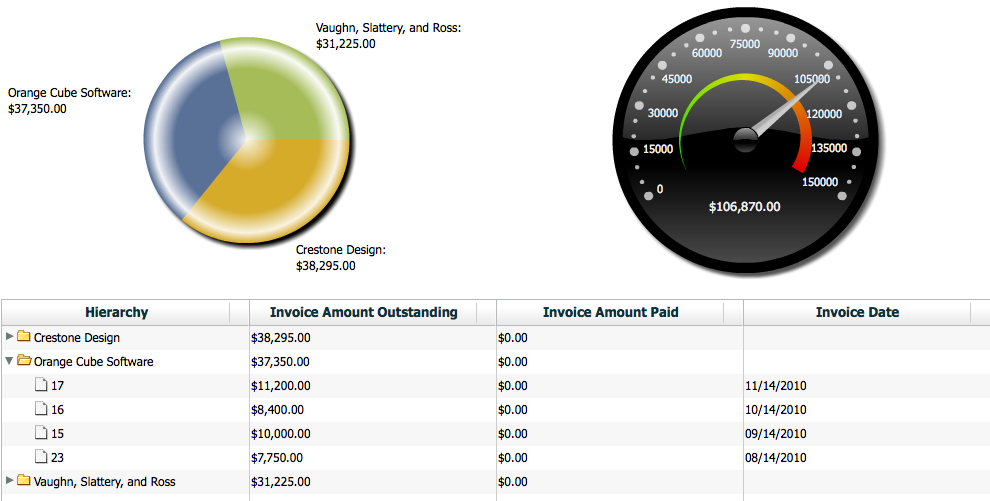 Vaughn, Slattery, and Ross:
$31,225.00
Orange Cube Software:
$37,350.00
Crestone Design:
$38,295.00
0
15000
30000
45000
60000
75000
90000
105000
120000
135000
150000
$106,870.00
Hierarchy Invoice Amount Outstanding Invoice Amount Paid Invoice Date
Crestone Design $38,295.00 $0.00
Orange Cube Software $37,350.00 $0.00
17 $11,200.00 $0.00 11/14/2010
16 $8,400.00 $0.00 10/14/2010
15 $10,000.00 $0.00 09/14/2010
23 $7,750.00 $0.00 08/14/2010
Vaughn, Slattery, and Ross $31,225.00 $0.00